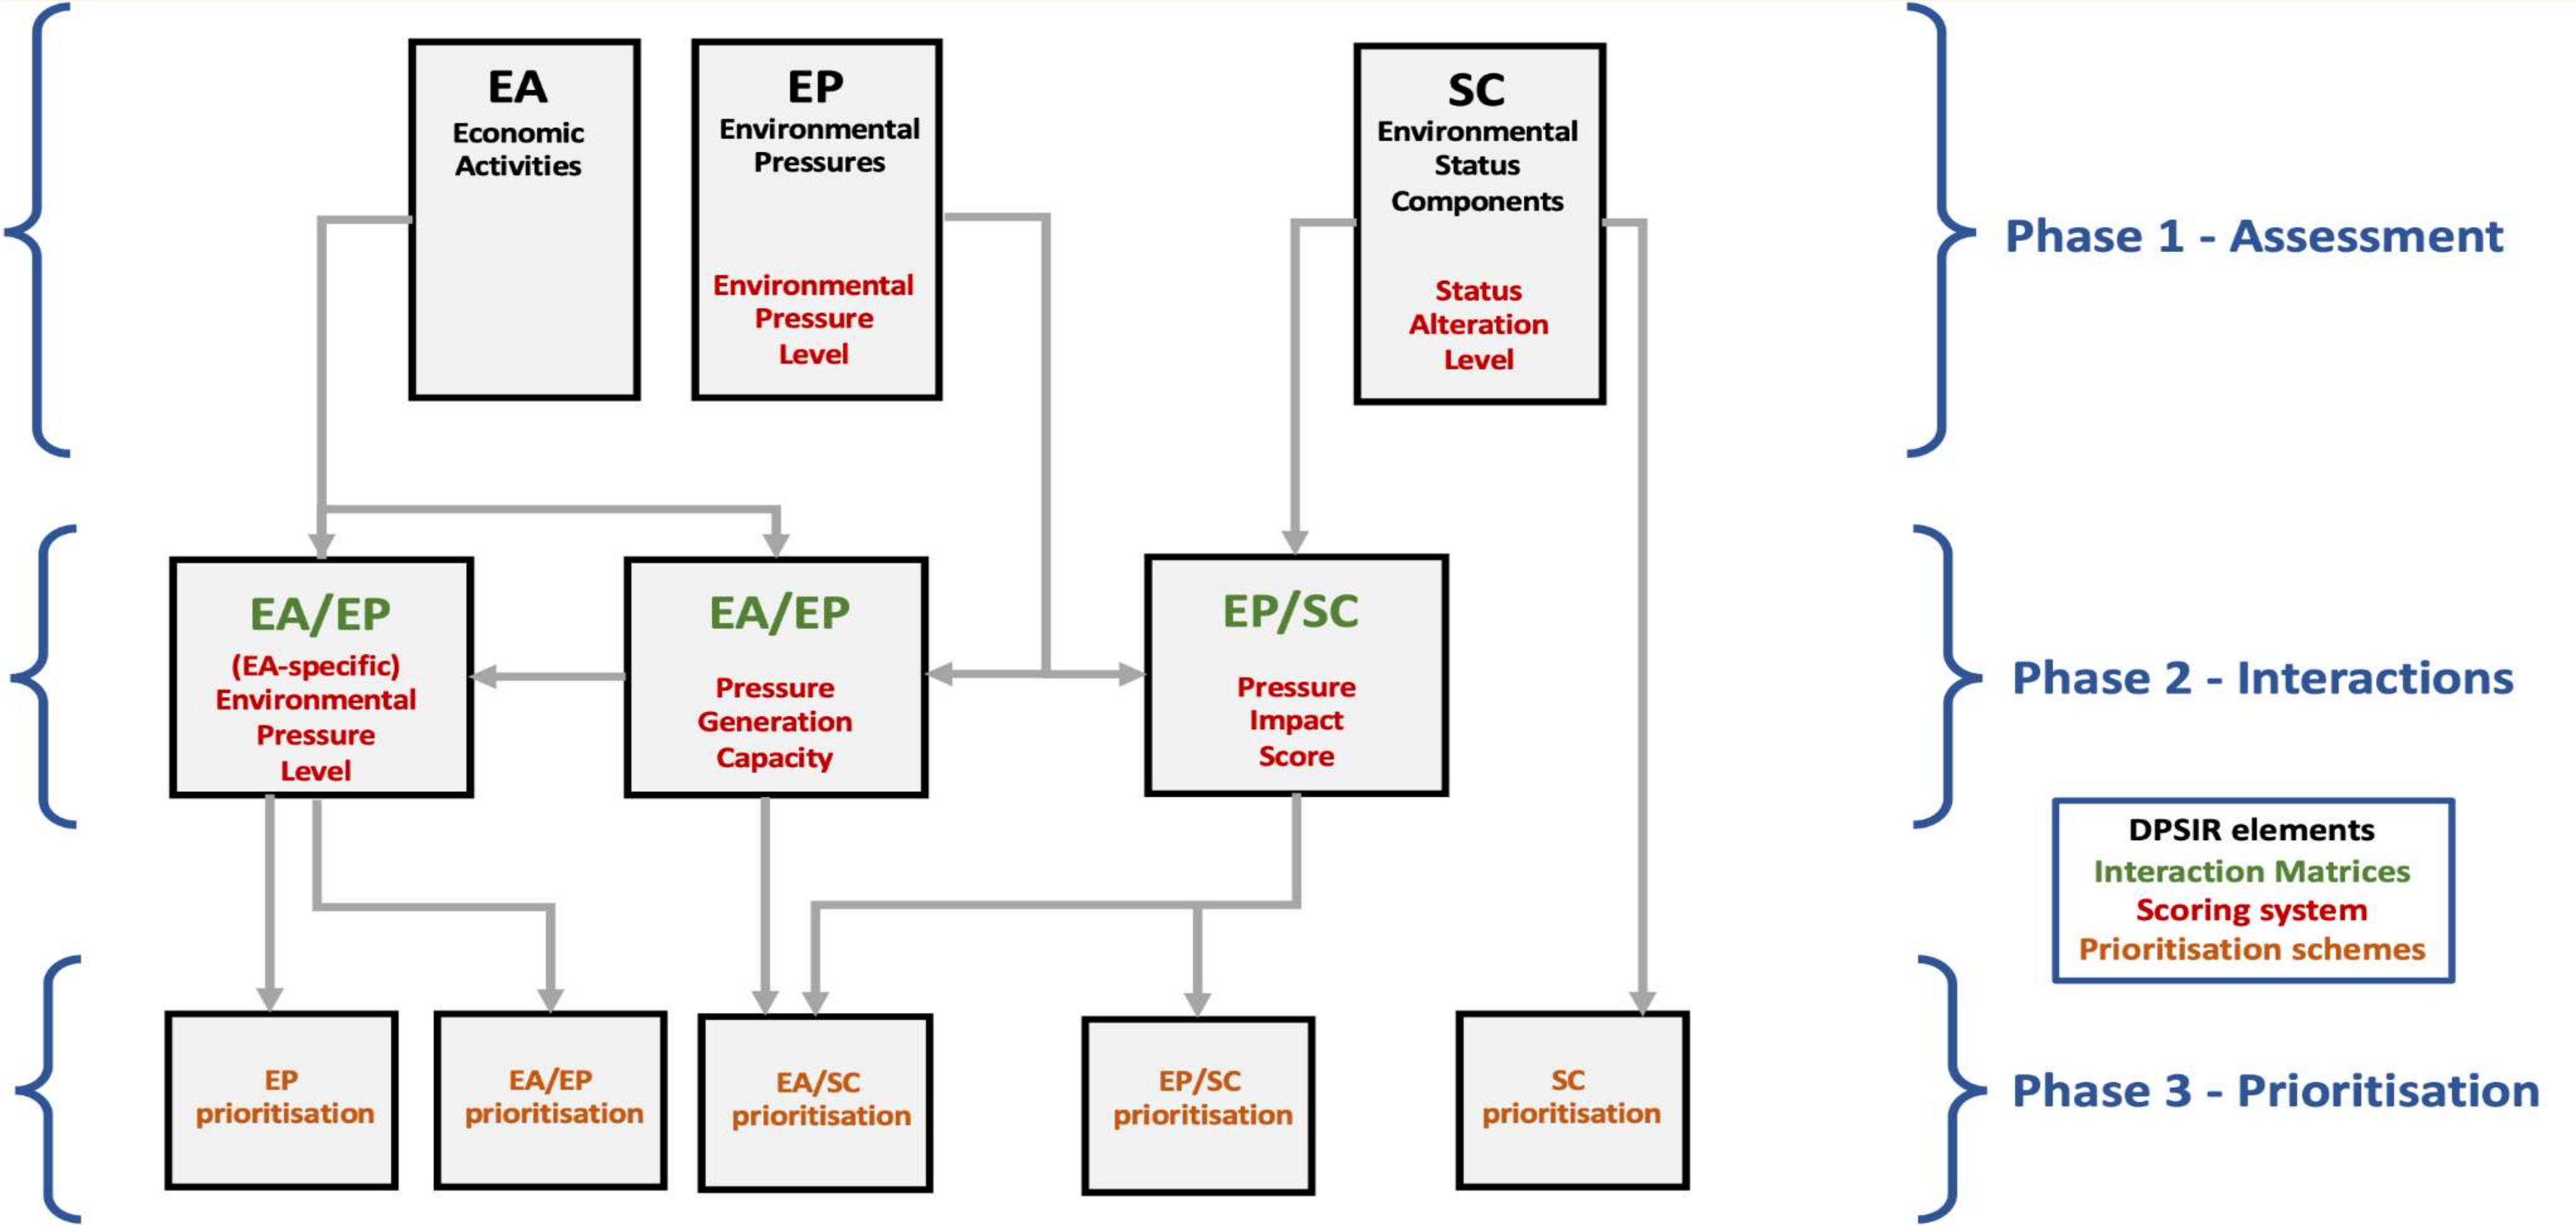 EA
Economic
Activities
EP
Environmental
Pressures
Environmental
Pressure
Level
SC
Environmental
Status
Components
Status
Alteration
Level
Phase 1 - Assessment
EA/EP
(EA-specific)
Environmental
Pressure
Level
EA/EP
Pressure
Generation
Capacity
EP/SC
Pressure
Impact
Score
Phase 2 - Interactions
DPSIR elements
Interaction Matrices
Scoring system
Prioritisation schemes
EP
prioritisation
EA/EP
prioritisation
EA/SC
prioritisation
EP/SC
prioritisation
SC
prioritisation
Phase 3 - Prioritisation